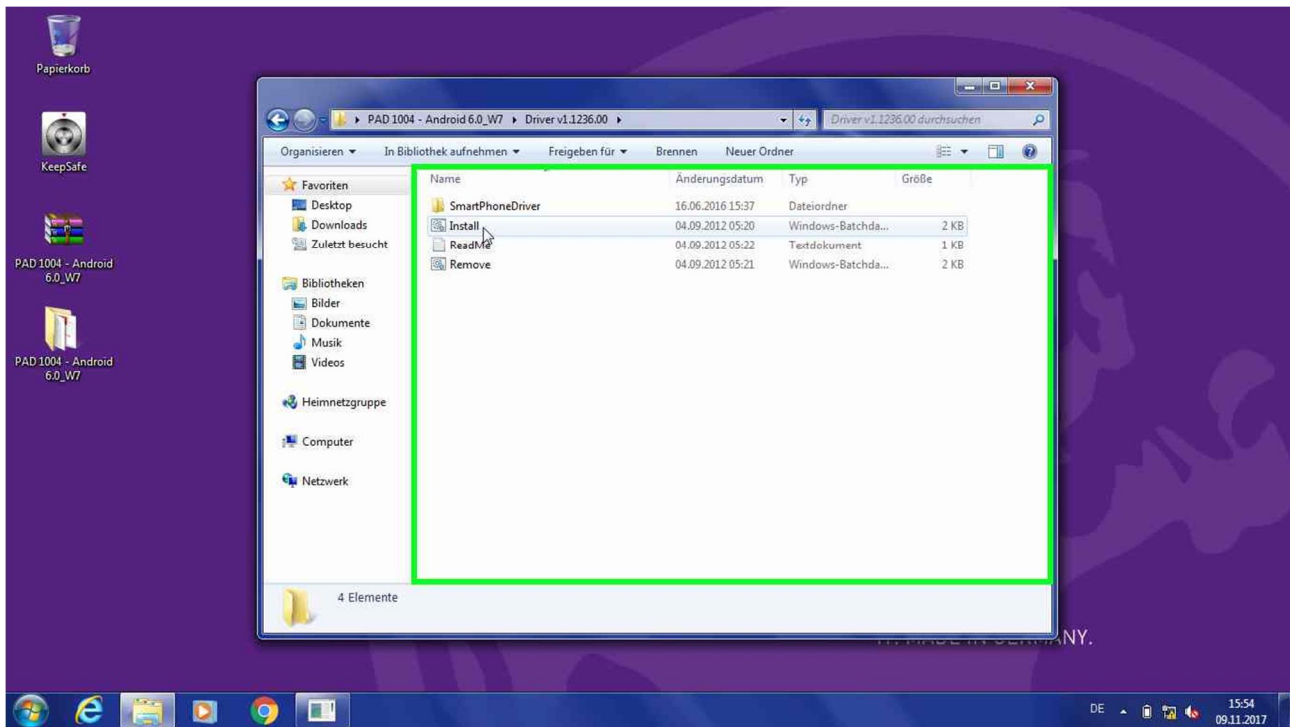 Papierkorb
KeepSafe
PAD 1004 - Android
6.0_W7
PAD 1004 - Android
6.0_W7
PAD 1004 - Android 6.0_W7 Driver v1.1236.00
Driver v1.1236.00 durchsuchen
Organisieren In Bibliothek aufnehmen Freigeben für Brennen Neuer Ordner
Favoriten
Desktop
Downloads
Zuletzt besucht
Bibliotheken
Bilder
Dokumente
Musik
Videos
Heimnetzgruppe
Computer
Netzwerk
Name Änderungsdatum Typ Größe
SmartPhoneDriver 16.06.2016 15:37 Dateiordner
Install 04.09.2012 05:20 Windows-Batchda... 2 KB
ReadMe 04.09.2012 05:22 Textdokument 1 KB
Remove 04.09.2012 05:21 Windows-Batchda... 2 KB
4 Elemente
DE
15:54
09.11.2017